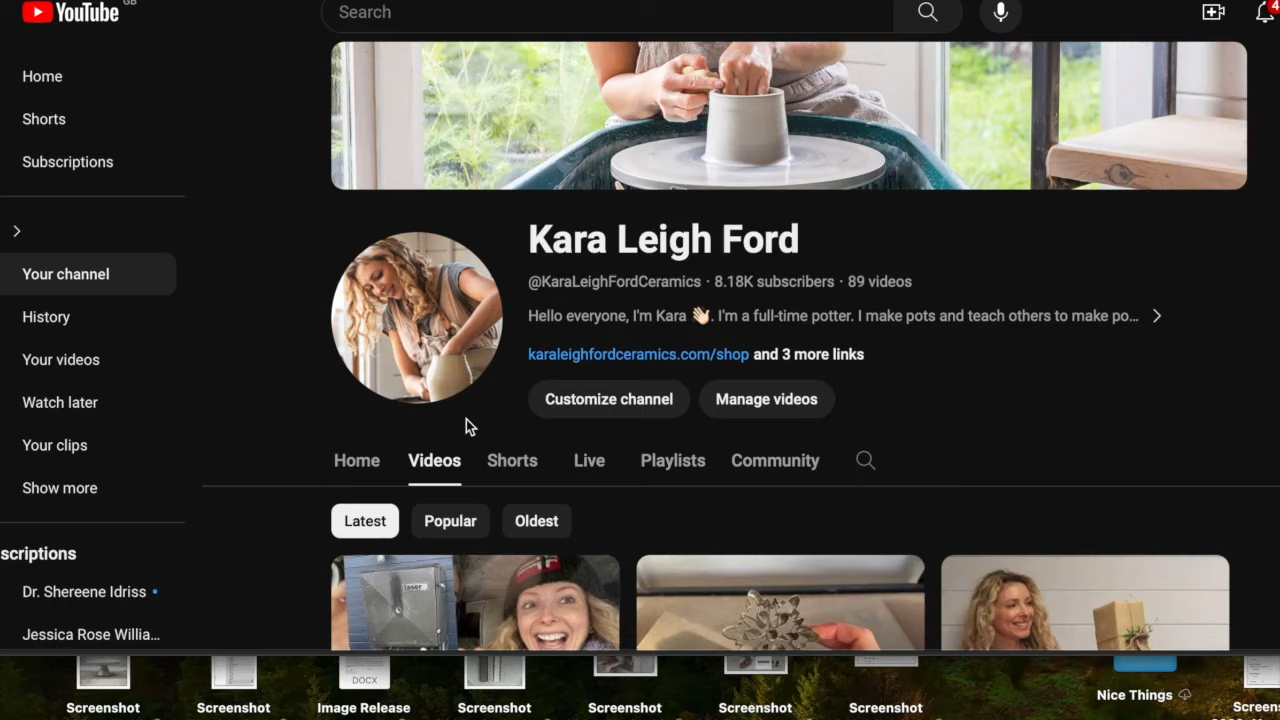 YouTube GB
Search
4
Home
Shorts
Subscriptions
Your channel
History
Your videos
Watch later
Your clips
Show more
scriptions
Dr. Shereene Idriss
Jessica Rose Willia...
Kara Leigh Ford
@KaraLeighFordCeramics · 8.18K subscribers · 89 videos
Hello everyone, I'm Kara 👋🏻. I'm a full-time potter. I make pots and teach others to make po...
karaleighfordceramics.com/shop and 3 more links
Customize channel Manage videos
Home Videos Shorts Live Playlists Community
Latest Popular Oldest
laser
DOCX
Nice Things
Screenshot Screenshot Image Release Screenshot Screenshot Screenshot Screenshot Screens